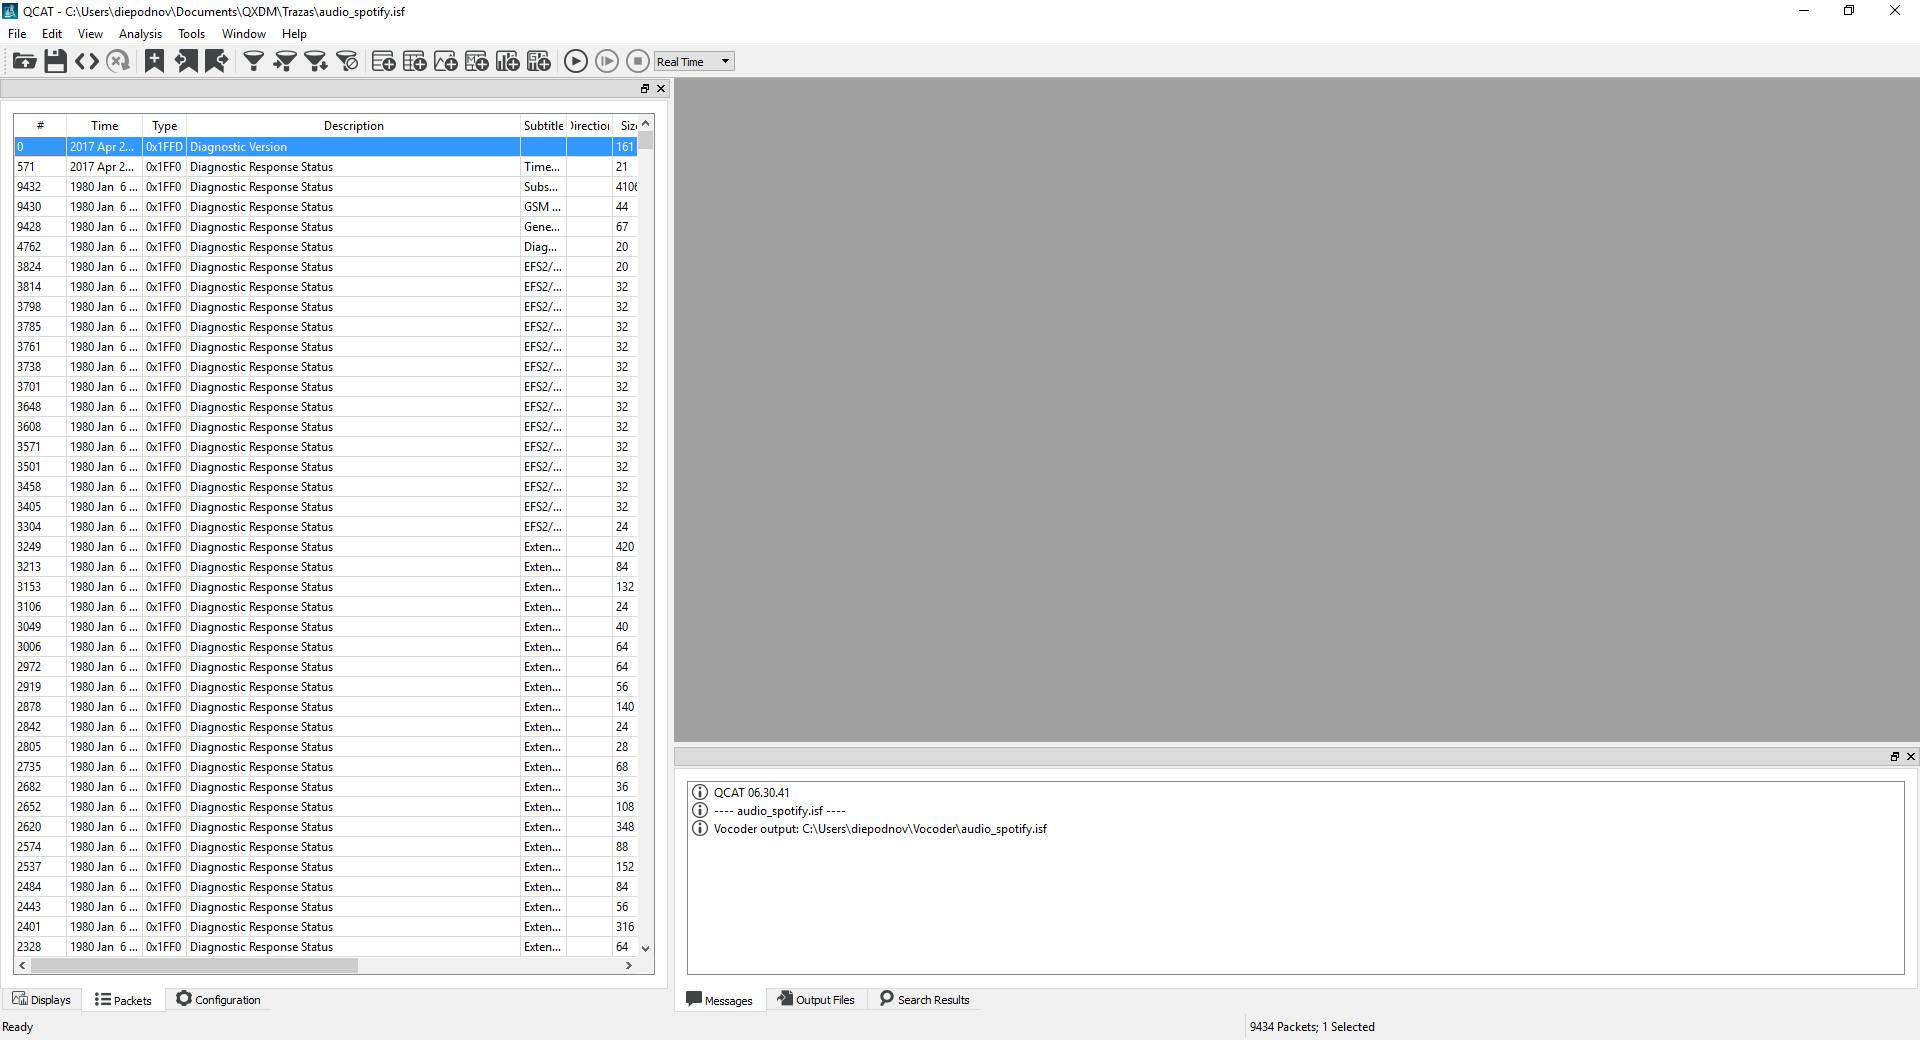 QCAT - C:\Users\diepodnov\Documents\QXDM\Trazas\audio_spotify.isf
File Edit View Analysis Tools Window Help
Real Time
# Time Type Description Subtitle Direction Size
0 2017 Apr 2... 0x1FFD Diagnostic Version 161
571 2017 Apr 2... 0x1FF0 Diagnostic Response Status Time... 21
9432 1980 Jan 6 ... 0x1FF0 Diagnostic Response Status Subs... 4106
9430 1980 Jan 6 ... 0x1FF0 Diagnostic Response Status GSM ... 44
9428 1980 Jan 6 ... 0x1FF0 Diagnostic Response Status Gene... 67
4762 1980 Jan 6 ... 0x1FF0 Diagnostic Response Status Diag... 20
3824 1980 Jan 6 ... 0x1FF0 Diagnostic Response Status EFS2/... 20
3814 1980 Jan 6 ... 0x1FF0 Diagnostic Response Status EFS2/... 32
3798 1980 Jan 6 ... 0x1FF0 Diagnostic Response Status EFS2/... 32
3785 1980 Jan 6 ... 0x1FF0 Diagnostic Response Status EFS2/... 32
3761 1980 Jan 6 ... 0x1FF0 Diagnostic Response Status EFS2/... 32
3738 1980 Jan 6 ... 0x1FF0 Diagnostic Response Status EFS2/... 32
3701 1980 Jan 6 ... 0x1FF0 Diagnostic Response Status EFS2/... 32
3648 1980 Jan 6 ... 0x1FF0 Diagnostic Response Status EFS2/... 32
3608 1980 Jan 6 ... 0x1FF0 Diagnostic Response Status EFS2/... 32
3571 1980 Jan 6 ... 0x1FF0 Diagnostic Response Status EFS2/... 32
3501 1980 Jan 6 ... 0x1FF0 Diagnostic Response Status EFS2/... 32
3458 1980 Jan 6 ... 0x1FF0 Diagnostic Response Status EFS2/... 32
3405 1980 Jan 6 ... 0x1FF0 Diagnostic Response Status EFS2/... 32
3304 1980 Jan 6 ... 0x1FF0 Diagnostic Response Status EFS2/... 24
3249 1980 Jan 6 ... 0x1FF0 Diagnostic Response Status Exten... 420
3213 1980 Jan 6 ... 0x1FF0 Diagnostic Response Status Exten... 84
3153 1980 Jan 6 ... 0x1FF0 Diagnostic Response Status Exten... 132
3106 1980 Jan 6 ... 0x1FF0 Diagnostic Response Status Exten... 24
3049 1980 Jan 6 ... 0x1FF0 Diagnostic Response Status Exten... 40
3006 1980 Jan 6 ... 0x1FF0 Diagnostic Response Status Exten... 64
2972 1980 Jan 6 ... 0x1FF0 Diagnostic Response Status Exten... 64
2919 1980 Jan 6 ... 0x1FF0 Diagnostic Response Status Exten... 56
2878 1980 Jan 6 ... 0x1FF0 Diagnostic Response Status Exten... 140
2842 1980 Jan 6 ... 0x1FF0 Diagnostic Response Status Exten... 24
2805 1980 Jan 6 ... 0x1FF0 Diagnostic Response Status Exten... 28
2735 1980 Jan 6 ... 0x1FF0 Diagnostic Response Status Exten... 68
2682 1980 Jan 6 ... 0x1FF0 Diagnostic Response Status Exten... 36
2652 1980 Jan 6 ... 0x1FF0 Diagnostic Response Status Exten... 108
2620 1980 Jan 6 ... 0x1FF0 Diagnostic Response Status Exten... 348
2574 1980 Jan 6 ... 0x1FF0 Diagnostic Response Status Exten... 88
2537 1980 Jan 6 ... 0x1FF0 Diagnostic Response Status Exten... 152
2484 1980 Jan 6 ... 0x1FF0 Diagnostic Response Status Exten... 84
2443 1980 Jan 6 ... 0x1FF0 Diagnostic Response Status Exten... 56
2401 1980 Jan 6 ... 0x1FF0 Diagnostic Response Status Exten... 316
2328 1980 Jan 6 ... 0x1FF0 Diagnostic Response Status Exten... 64
QCAT 06.30.41
---- audio_spotify.isf ----
Vocoder output: C:\Users\diepodnov\Vocoder\audio_spotify.isf
Displays Packets Configuration
Messages Output Files Search Results
Ready
9434 Packets; 1 Selected